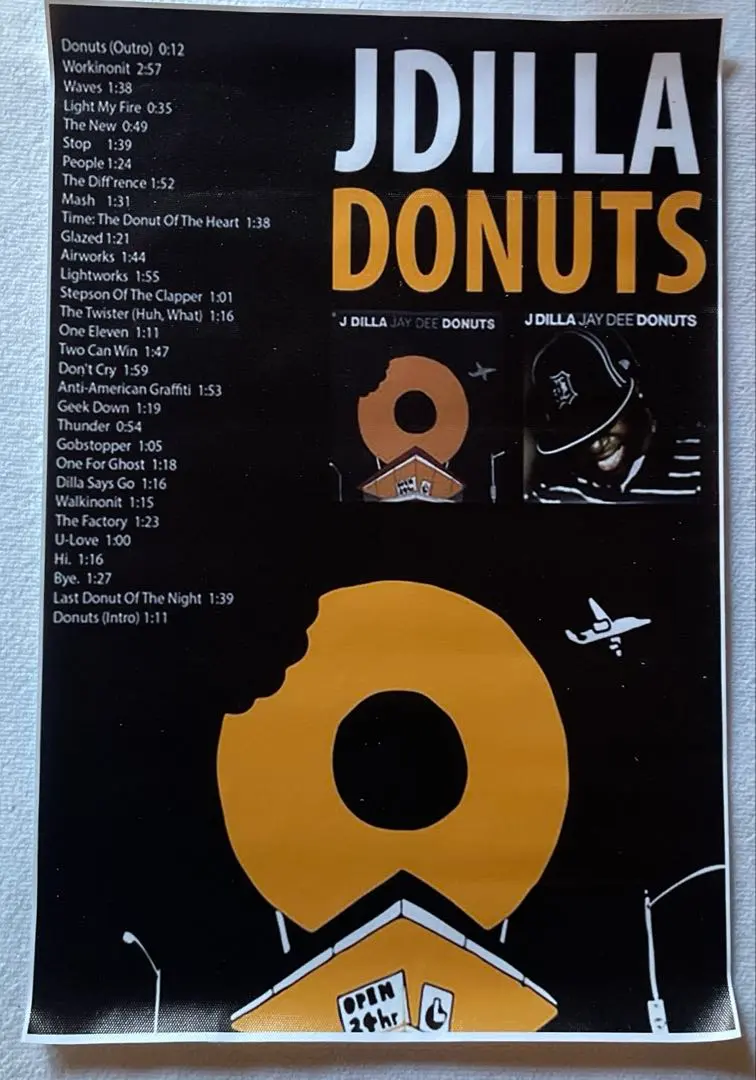 Donuts (Outro) 0:12
Workinonit 2:57
Waves 1:38
Light My Fire 0:35
The New 0:49
Stop 1:39
People 1:24
The Diff'rence 1:52
Mash 1:31
Time: The Donut Of The Heart 1:38
Glazed 1:21
Airworks 1:44
Lightworks 1:55
Stepson Of The Clapper 1:01
The Twister (Huh, What) 1:16
One Eleven 1:11
Two Can Win 1:47
Don't Cry 1:59
Anti-American Graffiti 1:53
Geek Down 1:19
Thunder 0:54
Gobstopper 1:05
One For Ghost 1:18
Dilla Says Go 1:16
Walkinonit 1:15
The Factory 1:23
U-Love 1:00
Hi. 1:16
Bye. 1:27
Last Donut Of The Night 1:39
Donuts (Intro) 1:11
JDILLA
DONUTS
J DILLA JAY DEE DONUTS
J DILLA JAY DEE DONUTS
OPEN
24hr